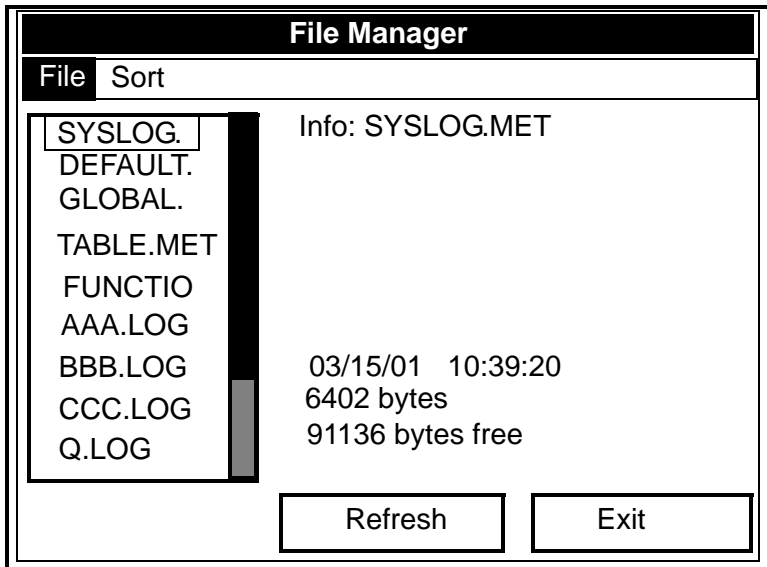 File Manager
File Sort
SYSLOG.
DEFAULT.
GLOBAL.
TABLE.MET
FUNCTIO
AAA.LOG
BBB.LOG
CCC.LOG
Q.LOG
Info: SYSLOG.MET
03/15/01 10:39:20
6402 bytes
91136 bytes free
Refresh Exit